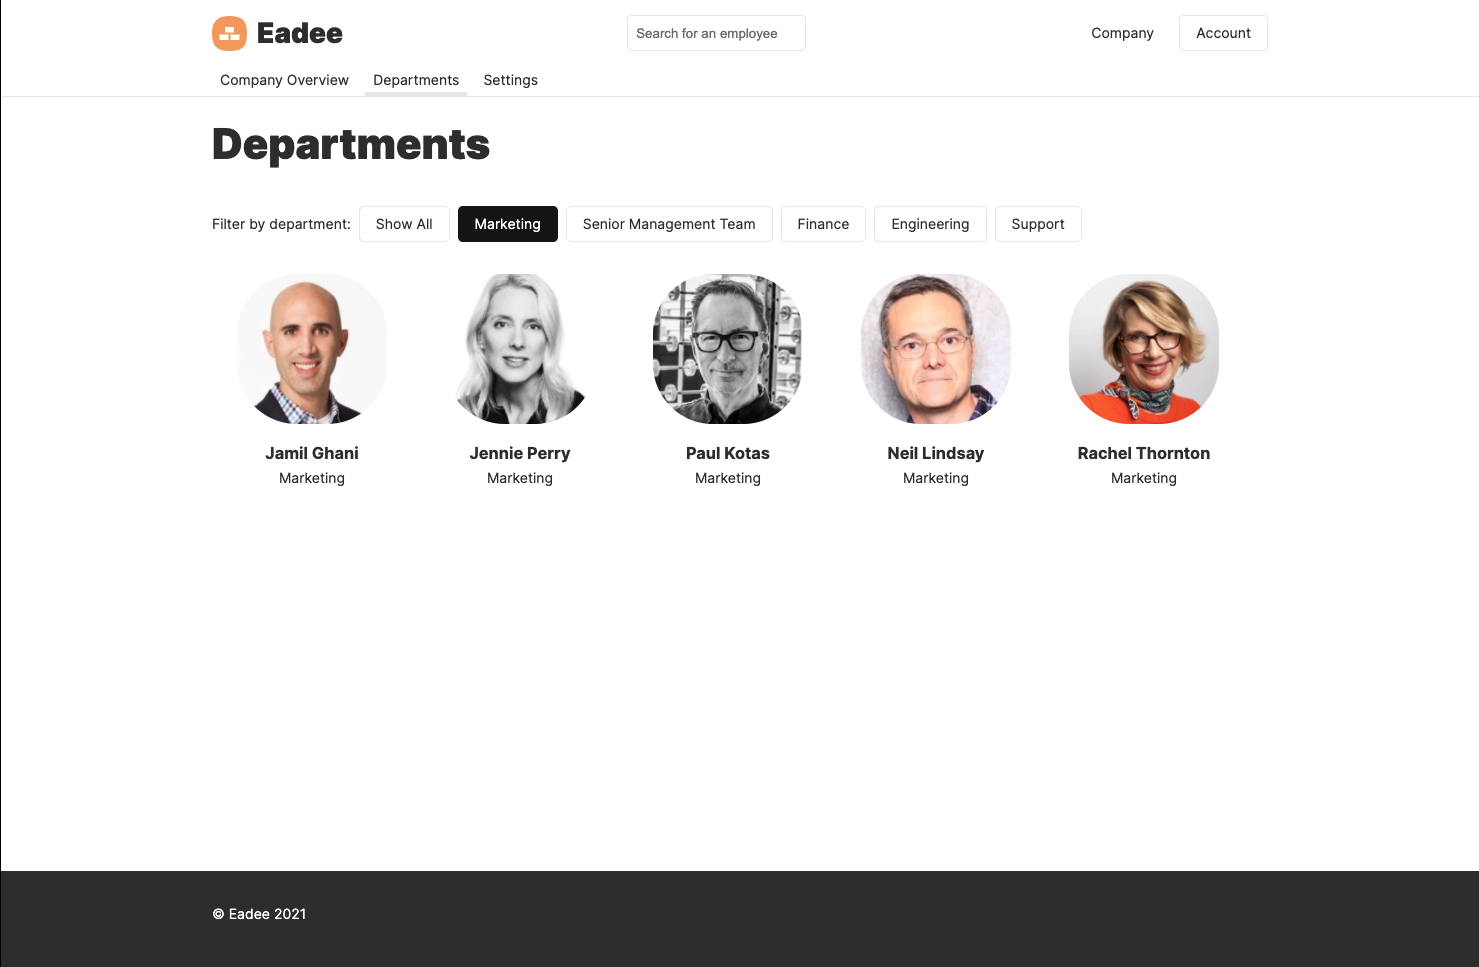 Eadee
Search for an employee
Company
Account
Company Overview
Departments
Settings
Departments
Filter by department:
Show All
Marketing
Senior Management Team
Finance
Engineering
Support
Jamil Ghani
Marketing
Jennie Perry
Marketing
Paul Kotas
Marketing
Neil Lindsay
Marketing
Rachel Thornton
Marketing
© Eadee 2021